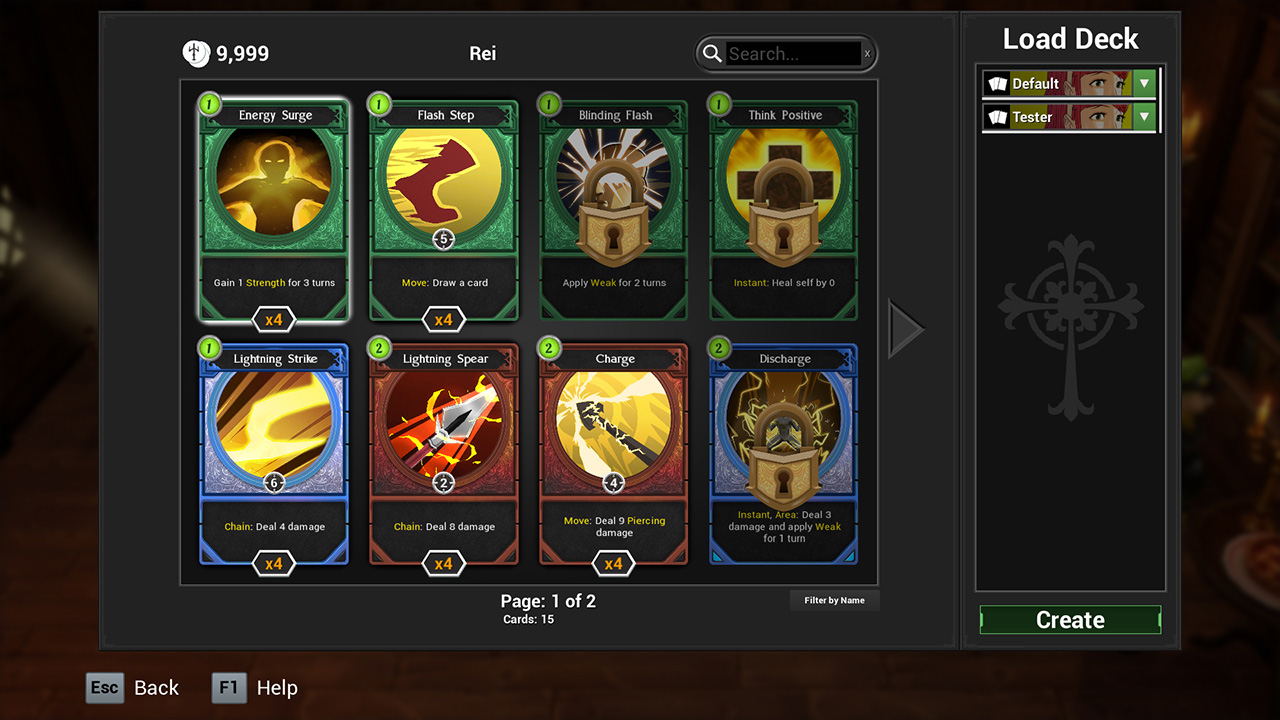 9,999
Rei
Search...
x
Load Deck
Default
Tester
1
Energy Surge
Gain 1 Strength for 3 turns
x4
1
Flash Step
5
Move: Draw a card
x4
1
Blinding Flash
Apply Weak for 2 turns
1
Think Positive
Instant: Heal self by 0
1
Lightning Strike
6
Chain: Deal 4 damage
x4
2
Lightning Spear
2
Chain: Deal 8 damage
x4
2
Charge
4
Move: Deal 9 Piercing
damage
x4
2
Discharge
Instant, Area: Deal 3
damage and apply Weak
for 1 turn
Page: 1 of 2
Cards: 15
Filter by Name
Create
Esc Back
F1 Help